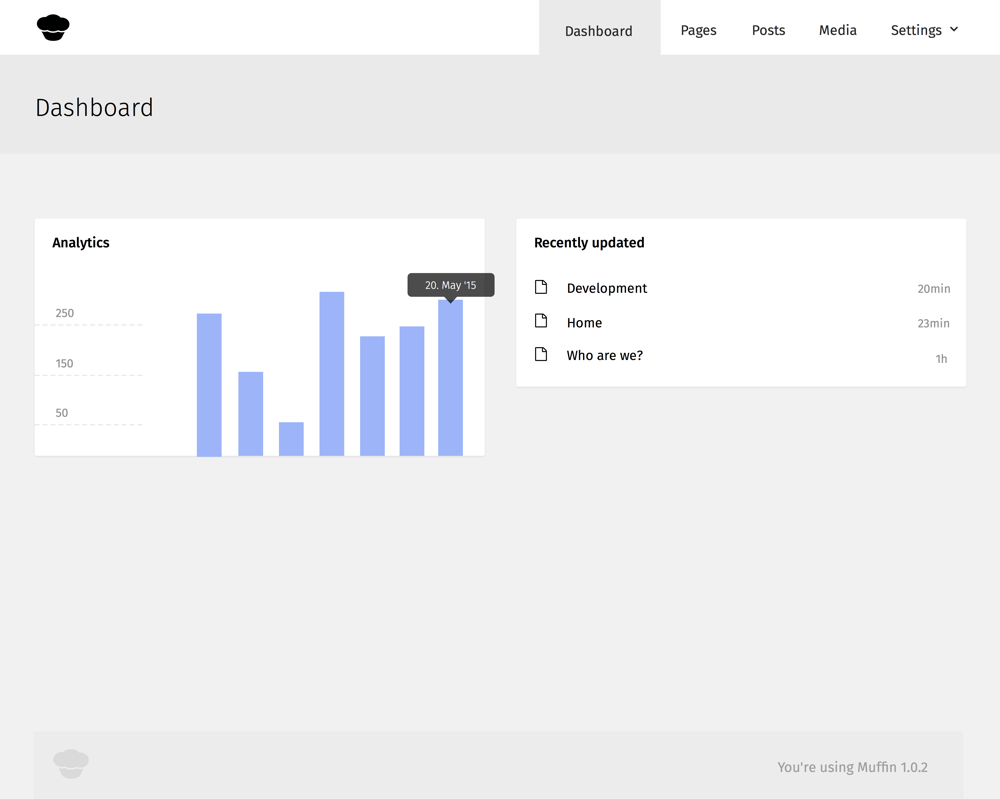 Dashboard
Pages
Posts
Media
Settings
Dashboard
Analytics
20. May '15
250
150
50
Recently updated
Development 20min
Home 23min
Who are we? 1h
You're using Muffin 1.0.2